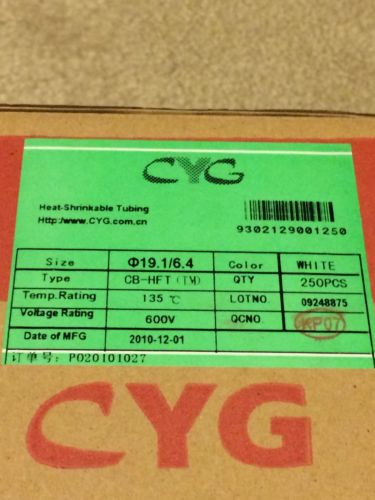 CYG
Heat-Shrinkable Tubing
Http:/www.CYG.com.cn
9302129001250
Size Φ19.1/6.4 Color WHITE
Type CB-HFT (TM) QTY 250PCS
Temp.Rating 135 ℃ LOTNO. 09248875
Voltage Rating 600V QCNO. KP07
Date of MFG 2010-12-01
订单号: PO20101027
CYG